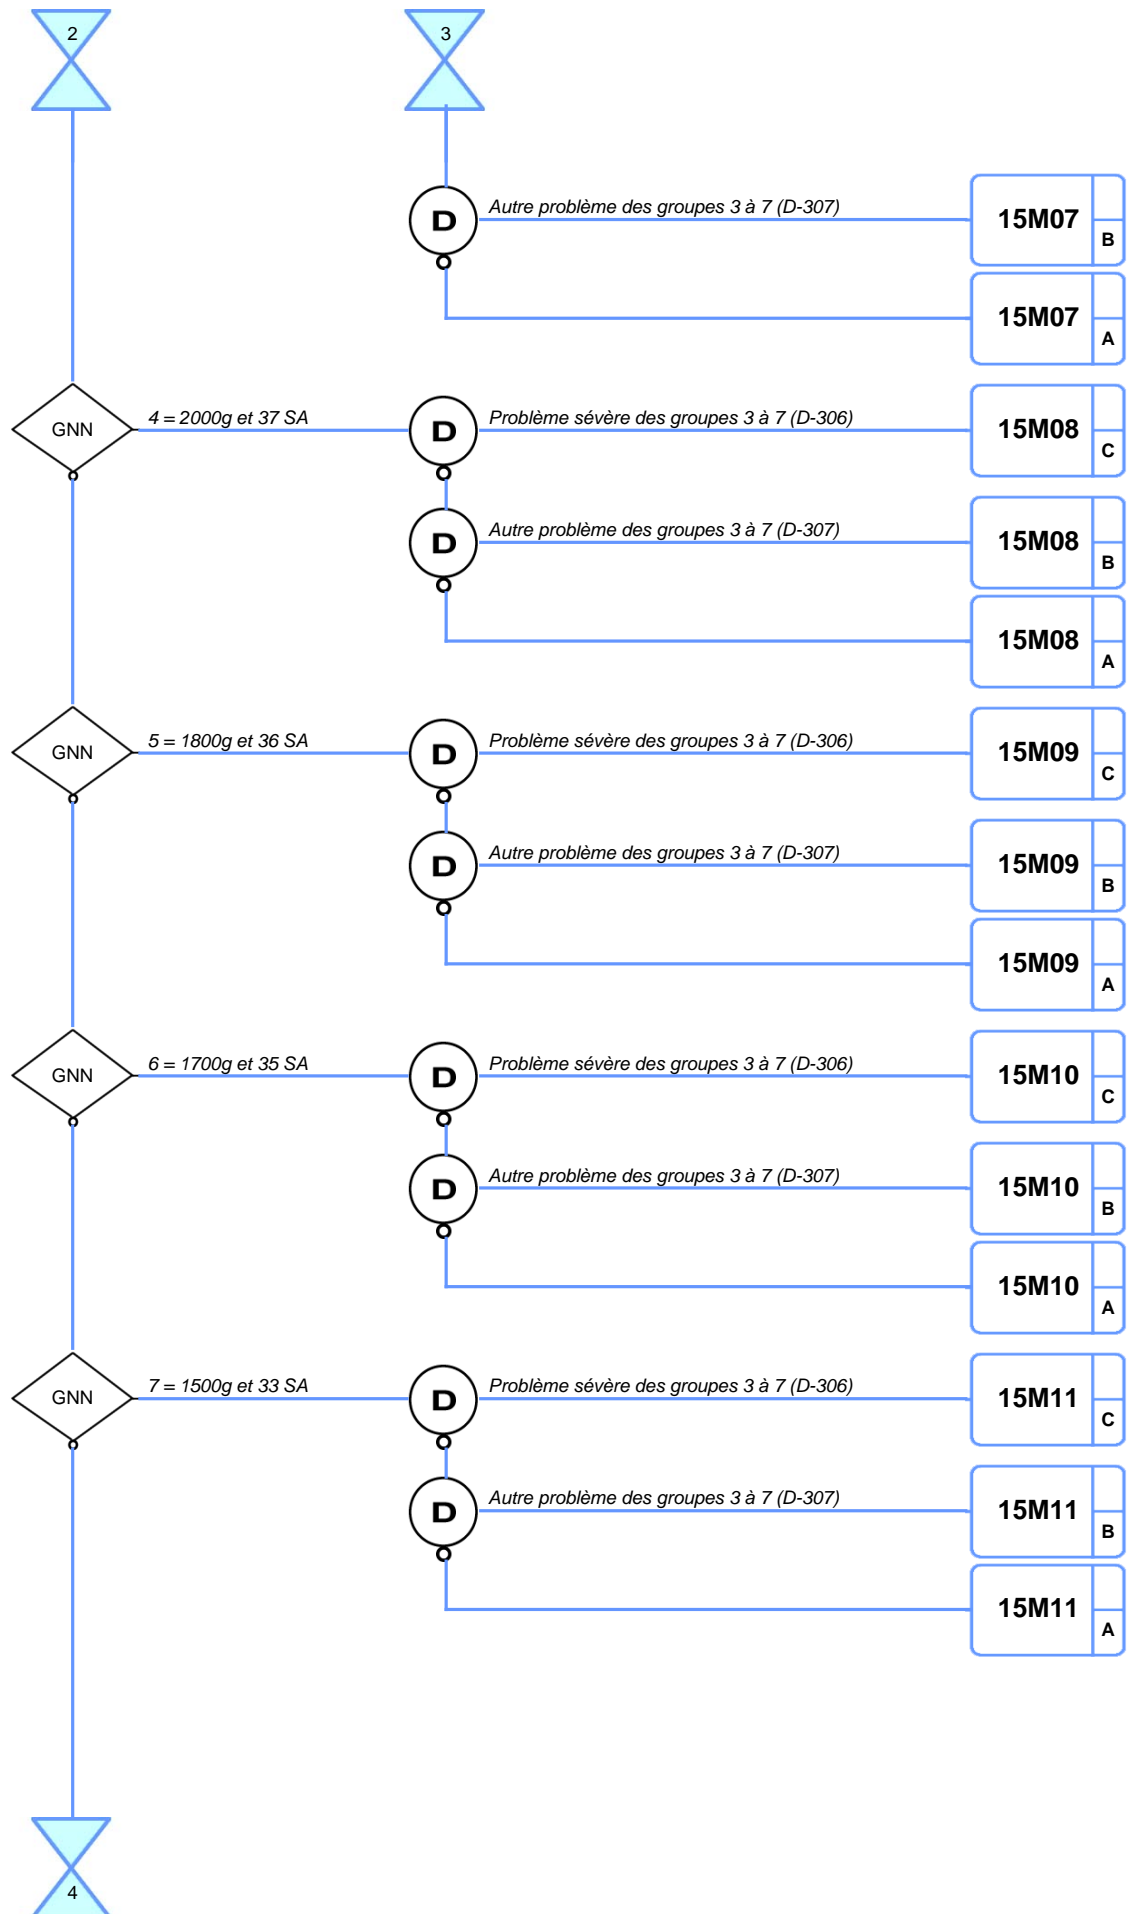 2
3
D
Autre problème des groupes 3 à 7 (D-307)
15M07
B
15M07
A
GNN
4 = 2000g et 37 SA
D
Problème sévère des groupes 3 à 7 (D-306)
15M08
C
D
Autre problème des groupes 3 à 7 (D-307)
15M08
B
15M08
A
GNN
5 = 1800g et 36 SA
D
Problème sévère des groupes 3 à 7 (D-306)
15M09
C
D
Autre problème des groupes 3 à 7 (D-307)
15M09
B
15M09
A
GNN
6 = 1700g et 35 SA
D
Problème sévère des groupes 3 à 7 (D-306)
15M10
C
D
Autre problème des groupes 3 à 7 (D-307)
15M10
B
15M10
A
GNN
7 = 1500g et 33 SA
D
Problème sévère des groupes 3 à 7 (D-306)
15M11
C
D
Autre problème des groupes 3 à 7 (D-307)
15M11
B
15M11
A
4